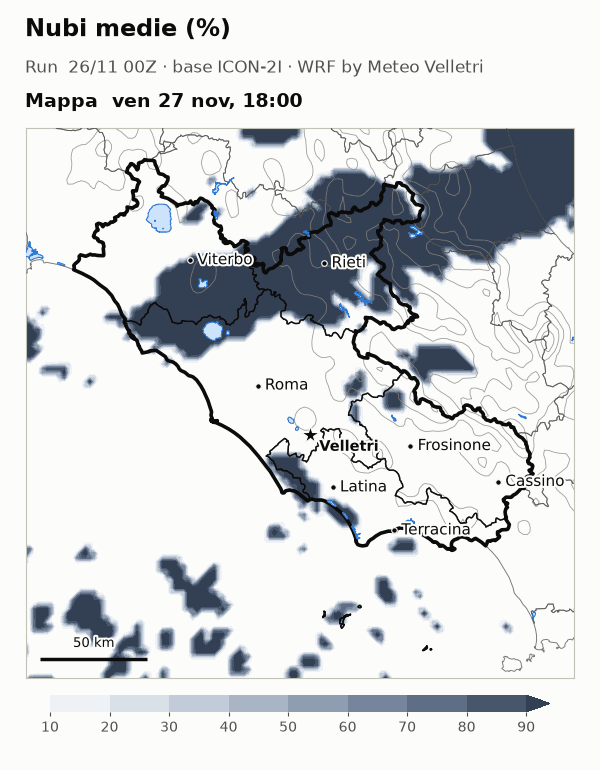 Nubi medie (%)
Run  26/11 00Z · base ICON-2I · WRF by Meteo Velletri
Mappa  ven 27 nov, 18:00
Viterbo
Rieti
Roma
Velletri
Frosinone
Latina
Cassino
Terracina
50 km
10 20 30 40 50 60 70 80 90